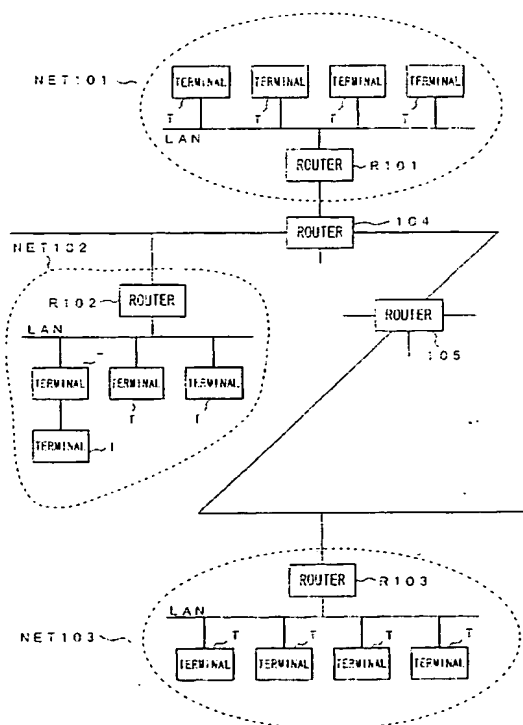 NET101
TERMINAL TERMINAL TERMINAL TERMINAL
T T T T
LAN
ROUTER R101
ROUTER 104
NET102
R102 ROUTER
ROUTER
105
LAN
TERMINAL TERMINAL TERMINAL
T T
TERMINAL
ROUTER R103
LAN
T T T T
NET103
TERMINAL TERMINAL TERMINAL TERMINAL